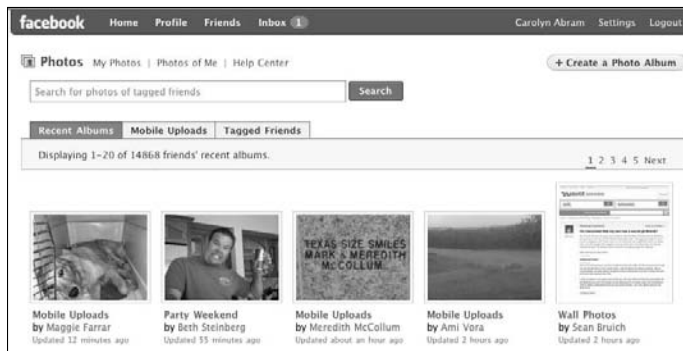 facebook Home Profile Friends Inbox 1 Carolyn Abram Settings Logout
Photos My Photos | Photos of Me | Help Center + Create a Photo Album
Search for photos of tagged friends Search
Recent Albums Mobile Uploads Tagged Friends
Displaying 1-20 of 14868 friends' recent albums. 1 2 3 4 5 Next
TEXAS SIZE SMILES
MARK & MEREDITH
MCCOLLUM
Mobile Uploads Party Weekend Mobile Uploads Mobile Uploads Wall Photos
by Maggie Farrar by Beth Steinberg by Meredith McCollum by Ami Vora by Sean Bruich
Updated 12 minutes ago Updated 55 minutes ago Updated about an hour ago Updated 2 hours ago Updated 2 hours ago